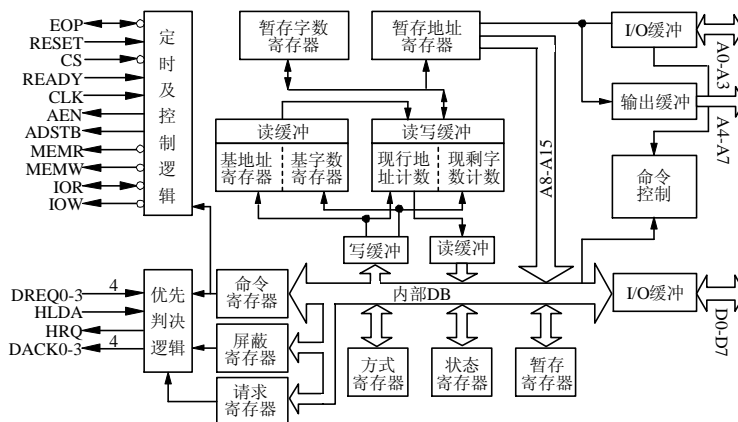 EOP
RESET
CS
READY
CLK
AEN
ADSTB
MEMR
MEMW
IOR
IOW
定时及控制逻辑
暂存字数
寄存器
暂存地址
寄存器
I/O缓冲
A0-A3
输出缓冲
A4-A7
命令
控制
读缓冲
基地址
寄存器
基字数
寄存器
读写缓冲
现行地
址计数
现剩字
数计数
A8-A15
写缓冲
读缓冲
DREQ0-3
4
HLDA
HRQ
DACK0-3
4
优先
判决
逻辑
命令
寄存器
屏蔽
寄存器
请求
寄存器
内部DB
I/O缓冲
D0-D7
方式
寄存器
状态
寄存器
暂存
寄存器